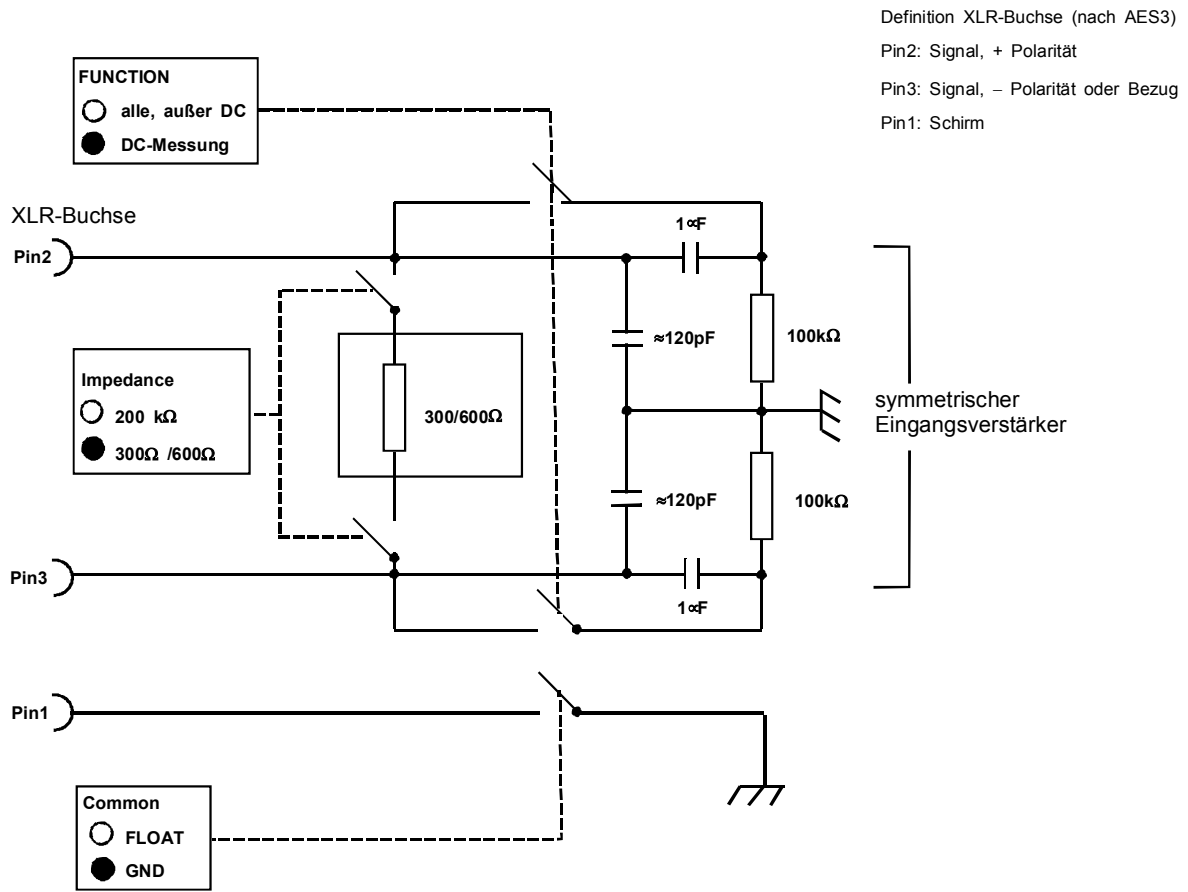 Definition XLR-Buchse (nach AES3)
Pin2: Signal, + Polarität
Pin3: Signal, – Polarität oder Bezug
Pin1: Schirm
FUNCTION
alle, außer DC
DC-Messung
XLR-Buchse
Pin2
1∝F
≈120pF
100kΩ
Impedance
200 kΩ
300Ω /600Ω
300/600Ω
symmetrischer
Eingangsverstärker
≈120pF
100kΩ
Pin3
1∝F
Pin1
Common
FLOAT
GND